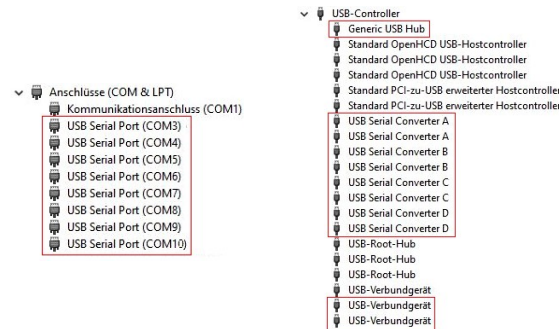 Anschlüsse (COM & LPT)
Kommunikationsanschluss (COM1)
USB Serial Port (COM3)
USB Serial Port (COM4)
USB Serial Port (COM5)
USB Serial Port (COM6)
USB Serial Port (COM7)
USB Serial Port (COM8)
USB Serial Port (COM9)
USB Serial Port (COM10)
USB-Controller
Generic USB Hub
Standard OpenHCD USB-Hostcontroller
Standard OpenHCD USB-Hostcontroller
Standard OpenHCD USB-Hostcontroller
Standard PCI-zu-USB erweiterter Hostcontroller
Standard PCI-zu-USB erweiterter Hostcontroller
USB Serial Converter A
USB Serial Converter A
USB Serial Converter B
USB Serial Converter B
USB Serial Converter C
USB Serial Converter C
USB Serial Converter D
USB Serial Converter D
USB-Root-Hub
USB-Root-Hub
USB-Root-Hub
USB-Verbundgerät
USB-Verbundgerät
USB-Verbundgerät